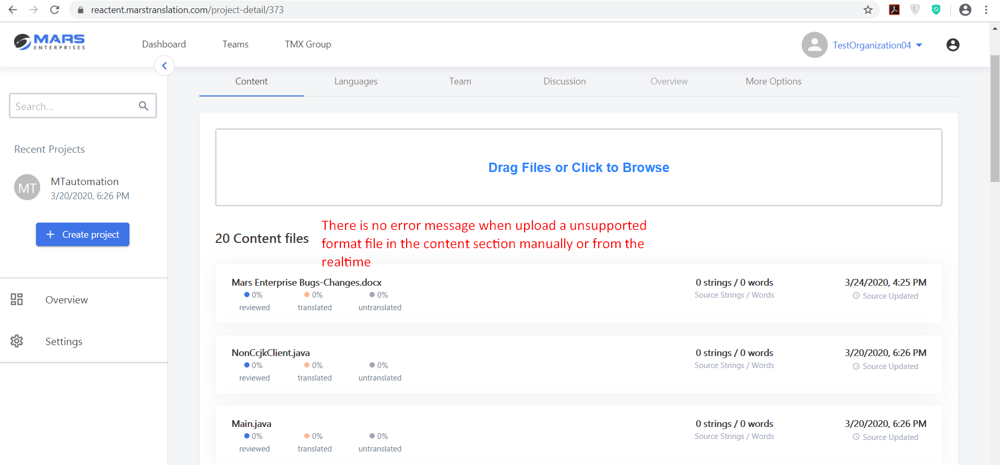 reactent.marstranslation.com/project-detail/373
MARS
ENTERPRISES
Dashboard
Teams
TMX Group
TestOrganization04
Content
Languages
Team
Discussion
Overview
More Options
Search...
Recent Projects
MT
MTautomation
3/20/2020, 6:26 PM
+ Create project
Overview
Settings
Drag Files or Click to Browse
20 Content files
There is no error message when upload a unsupported
format file in the content section manually or from the
realtime
Mars Enterprise Bugs-Changes.docx
0 strings / 0 words
3/24/2020, 4:25 PM
0%
0%
0%
Source Strings / Words
Source Updated
reviewed
translated
untranslated
NonCcjkClient.java
0 strings / 0 words
3/20/2020, 6:26 PM
0%
0%
0%
Source Strings / Words
Source Updated
reviewed
translated
untranslated
Main.java
0 strings / 0 words
3/20/2020, 6:26 PM
0%
0%
0%
Source Strings / Words
Source Updated
reviewed
translated
untranslated